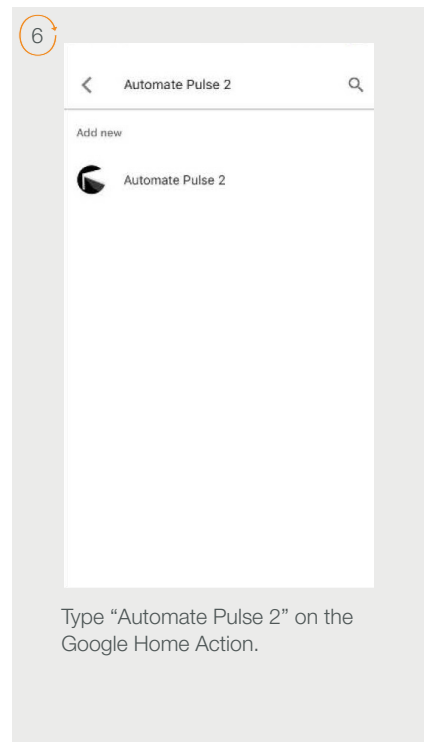 6
Automate Pulse 2
Add new
Automate Pulse 2
Type “Automate Pulse 2” on the
Google Home Action.